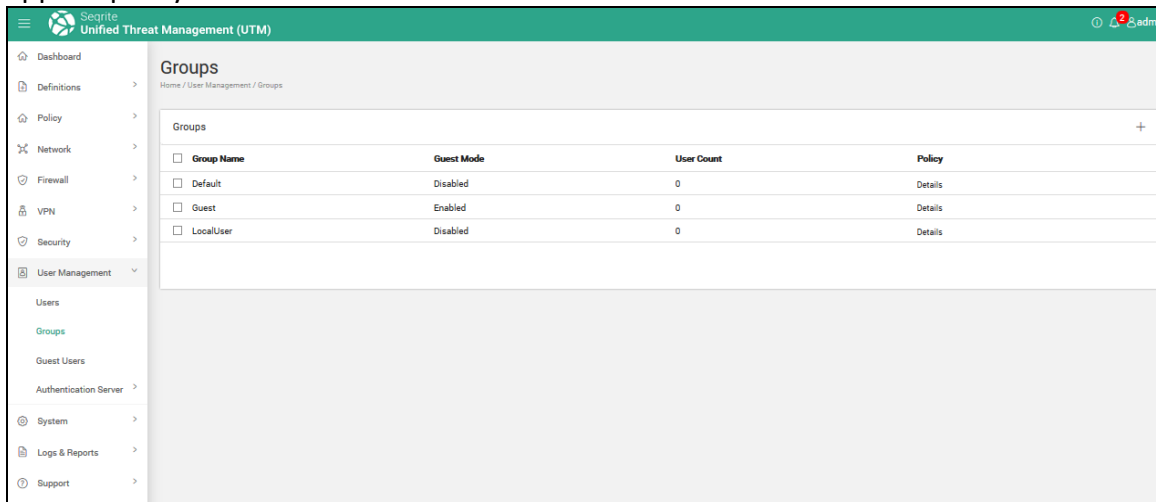 Seqrite
Unified Threat Management (UTM)
2
adm
Dashboard
Definitions
Policy
Network
Firewall
VPN
Security
User Management
Users
Groups
Guest Users
Authentication Server
System
Logs & Reports
Support
Groups
Home / User Management / Groups
Groups
Group Name Guest Mode User Count Policy
Default Disabled 0 Details
Guest Enabled 0 Details
LocalUser Disabled 0 Details